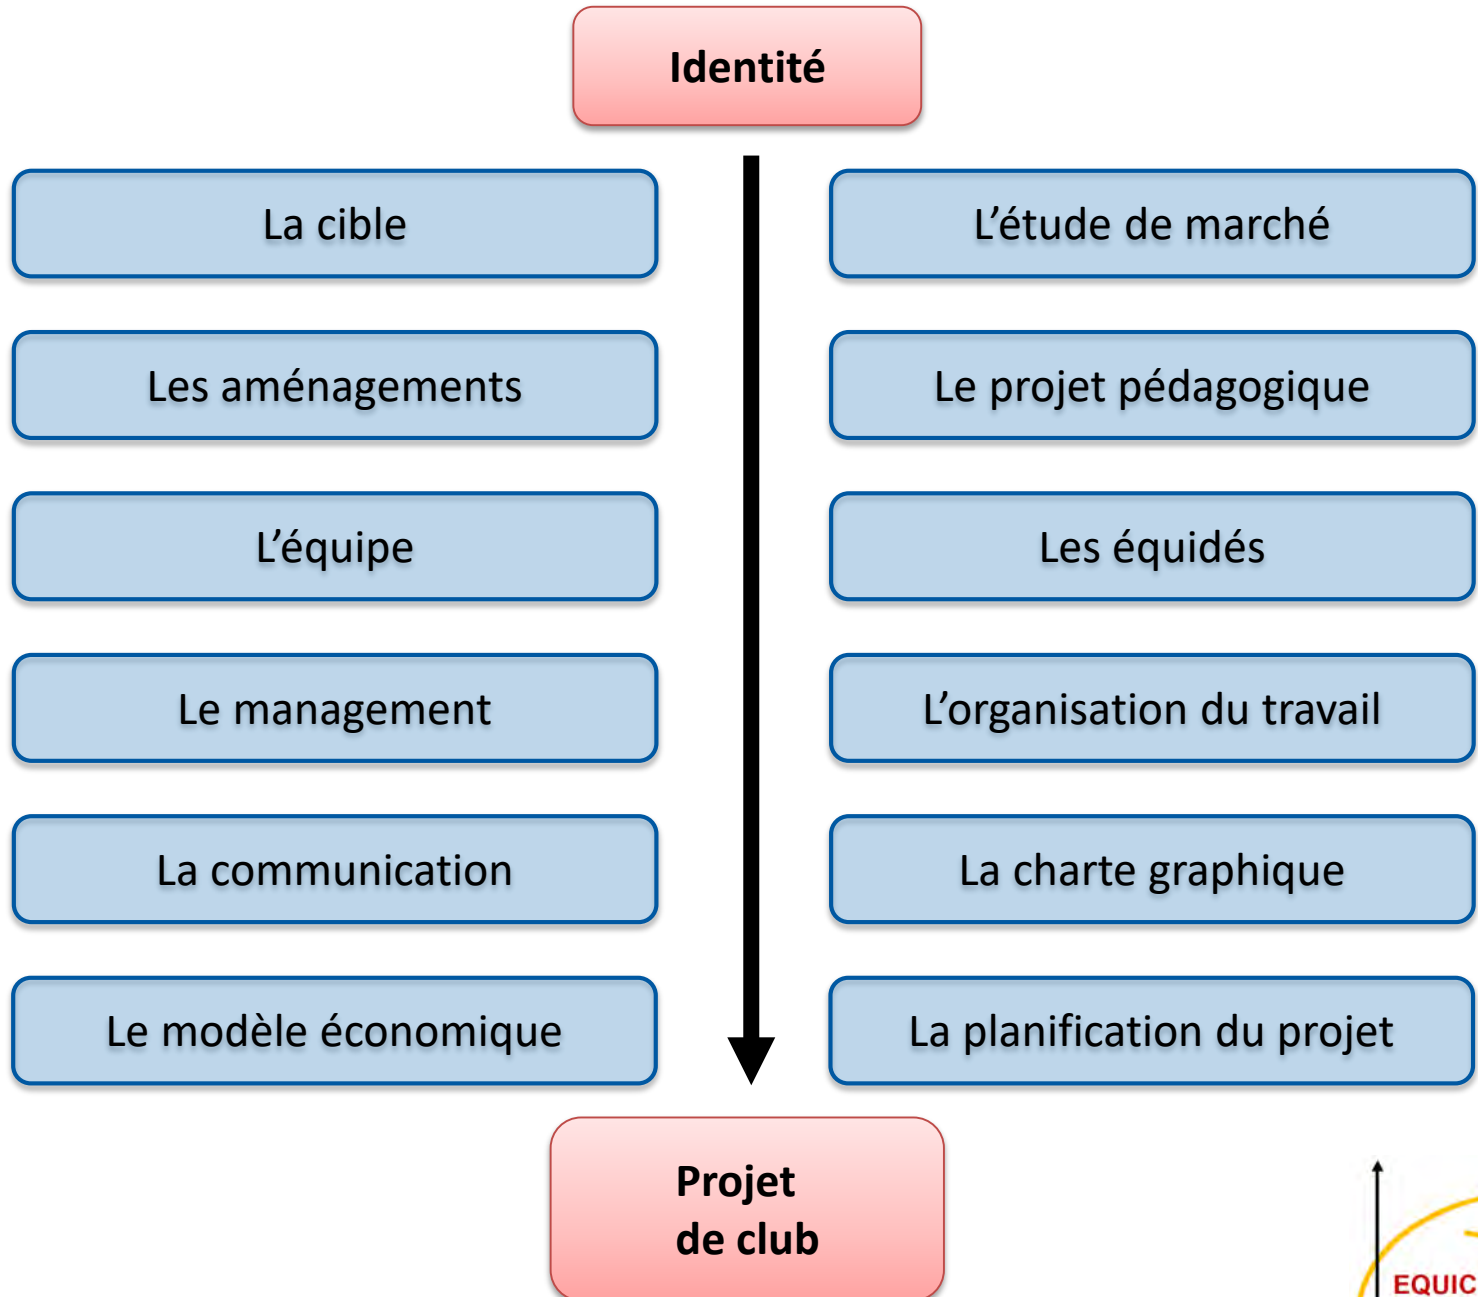 Identité
La cible
L’étude de marché
Les aménagements
Le projet pédagogique
L’équipe
Les équidés
Le management
L’organisation du travail
La communication
La charte graphique
Le modèle économique
La planification du projet
Projet
de club
EQUIC